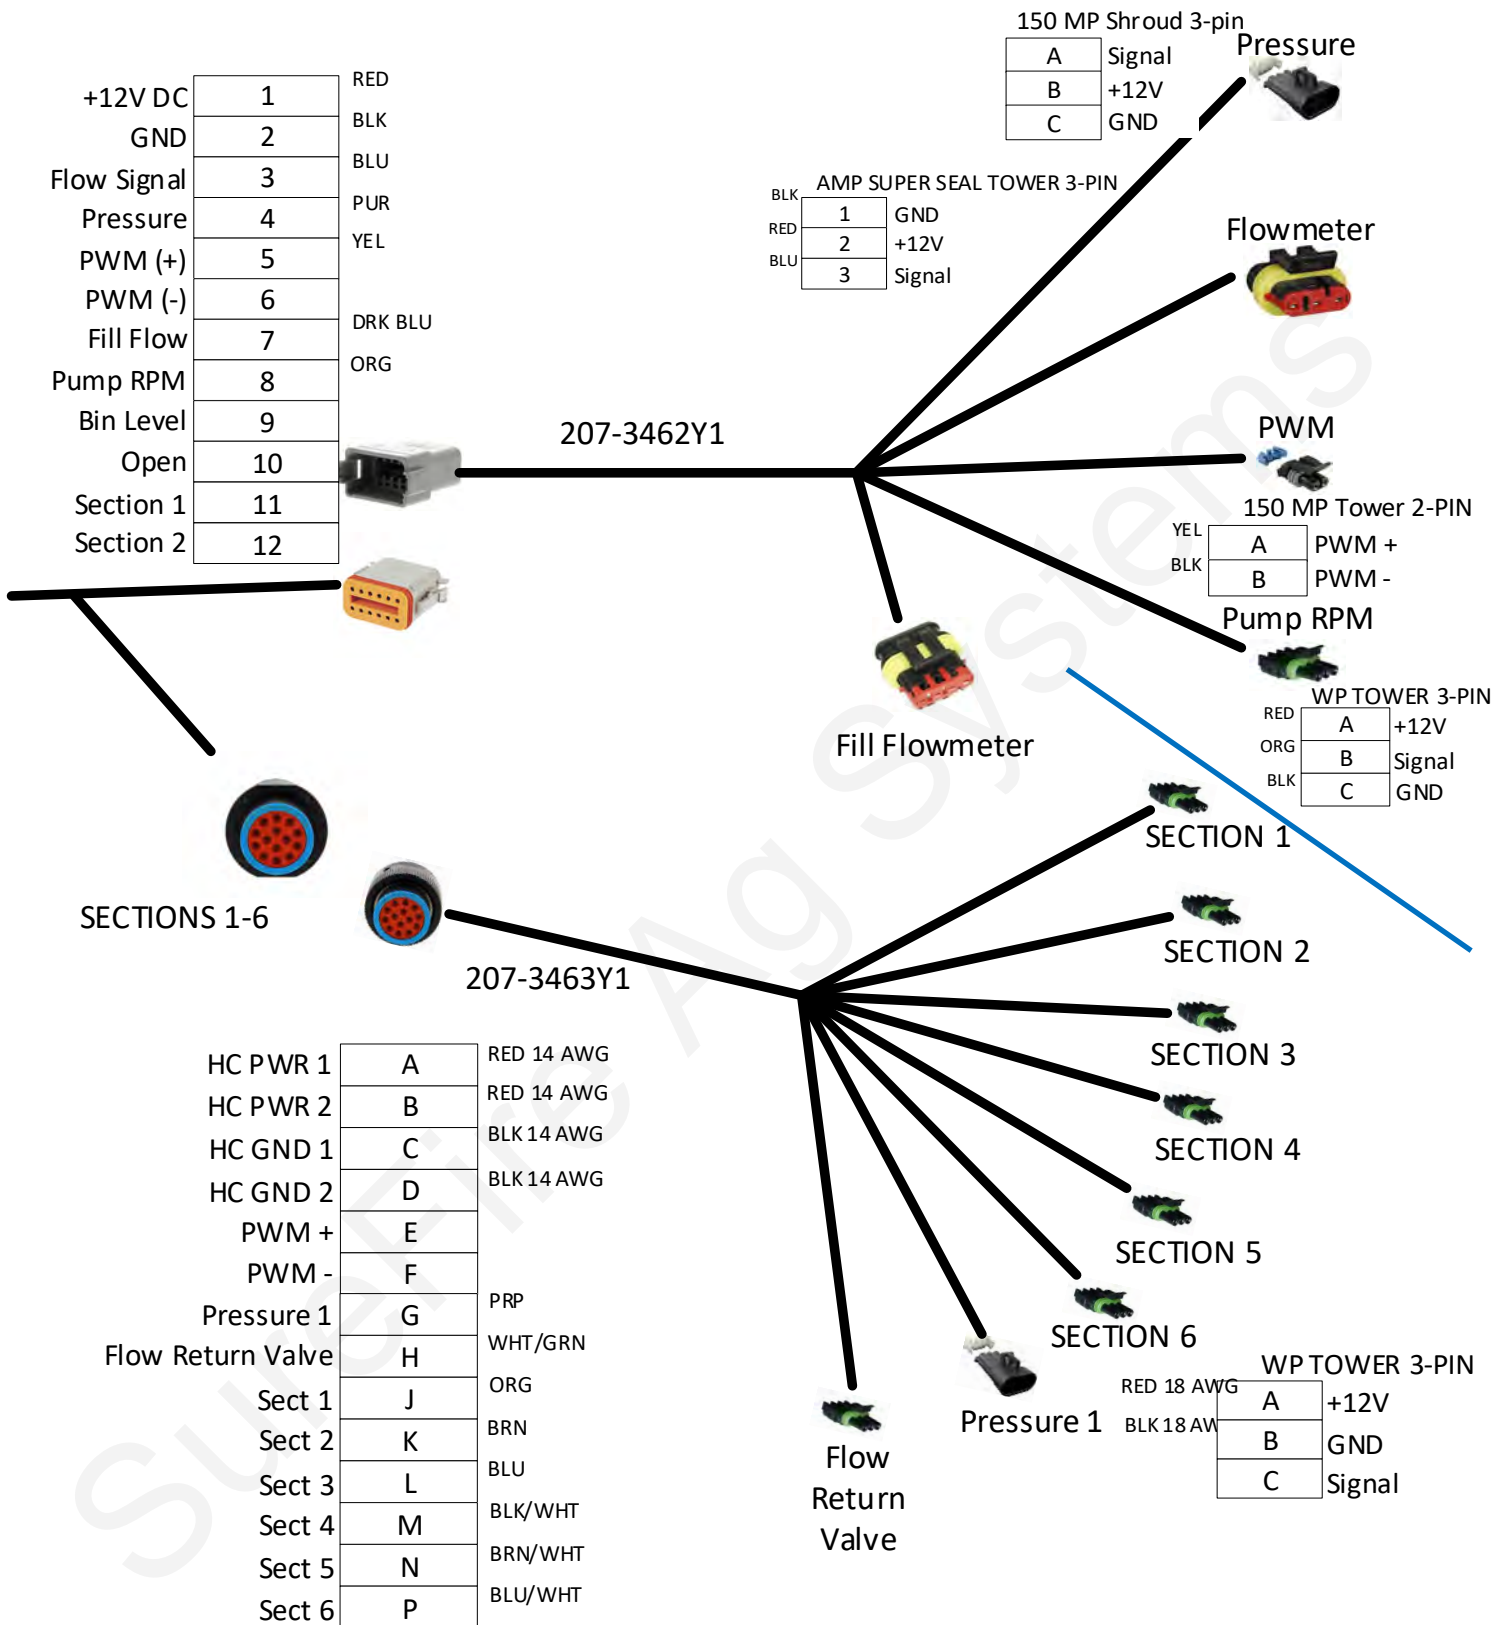 150 MP Shroud 3-pin
Pressure
A Signal
B +12V
C GND
+12V DC 1 RED
GND 2 BLK
Flow Signal 3 BLU
Pressure 4 PUR
PWM (+) 5 YEL
PWM (-) 6
Fill Flow 7 DRK BLU
Pump RPM 8 ORG
Bin Level 9
Open 10
Section 1 11
Section 2 12
AMP SUPER SEAL TOWER 3-PIN
BLK 1 GND
RED 2 +12V
BLU 3 Signal
Flowmeter
207-3462Y1
PWM
150 MP Tower 2-PIN
YEL A PWM +
BLK B PWM -
Pump RPM
WP TOWER 3-PIN
RED A +12V
ORG B Signal
BLK C GND
Fill Flowmeter
SECTIONS 1-6
207-3463Y1
SECTION 1
SECTION 2
SECTION 3
SECTION 4
SECTION 5
SECTION 6
HC PWR 1 A RED 14 AWG
HC PWR 2 B RED 14 AWG
HC GND 1 C BLK 14 AWG
HC GND 2 D BLK 14 AWG
PWM + E
PWM - F
Pressure 1 G PRP
Flow Return Valve H WHT/GRN
Sect 1 J ORG
Sect 2 K BRN
Sect 3 L BLU
Sect 4 M BLK/WHT
Sect 5 N BRN/WHT
Sect 6 P BLU/WHT
Flow
Return
Valve
Pressure 1
WP TOWER 3-PIN
RED 18 AWG A +12V
BLK 18 AW B GND
C Signal
SureFire Ag Systems